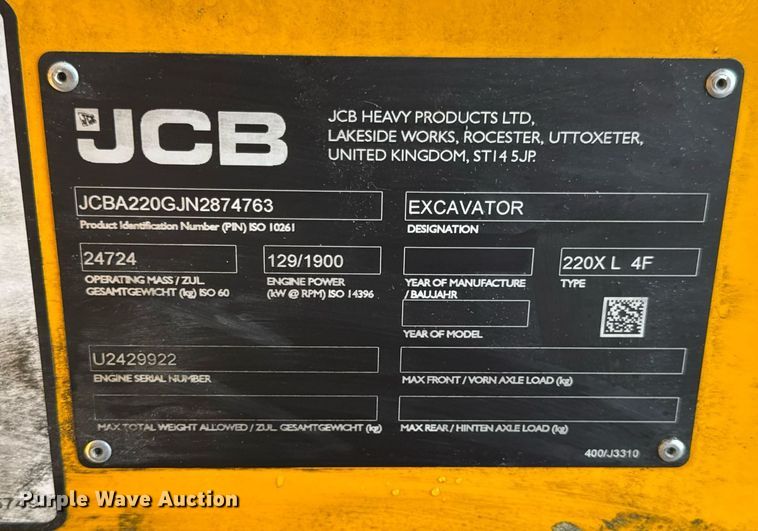 JCB
JCB HEAVY PRODUCTS LTD,
LAKESIDE WORKS, ROCESTER, UTTOXETER,
UNITED KINGDOM, ST14 5JP.
JCBA220GJN2874763
Product Identification Number (PIN) ISO 10261
EXCAVATOR
DESIGNATION
24724
OPERATING MASS / ZUL.
GESAMTGEWICHT (kg) ISO 60
129/1900
ENGINE POWER
(kW @ RPM) ISO 14396
YEAR OF MANUFACTURE
/ BAUJAHR
220X L 4F
TYPE
YEAR OF MODEL
U2429922
ENGINE SERIAL NUMBER
MAX FRONT / VORN AXLE LOAD (kg)
MAX TOTAL WEIGHT ALLOWED / ZUL. GESAMTGEWICHT (kg)
MAX REAR / HINTEN AXLE LOAD (kg)
400/J3310
Purple Wave Auction